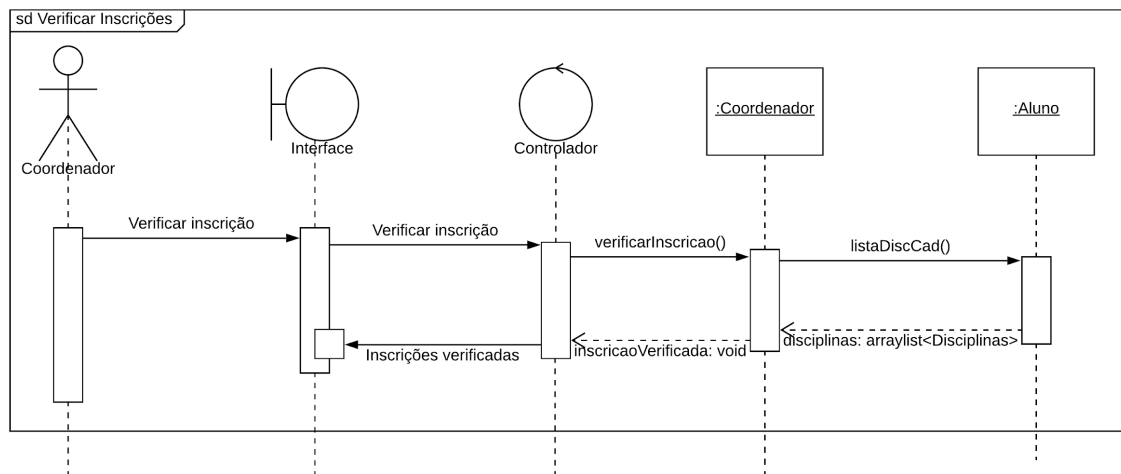 sd Verificar Inscrições
Coordenador
Interface
Controlador
:Coordenador
:Aluno
Verificar inscrição
Verificar inscrição
verificarInscricao()
listaDiscCad()
disciplinas: arraylist<Disciplinas>
inscricaoVerificada: void
Inscrições verificadas